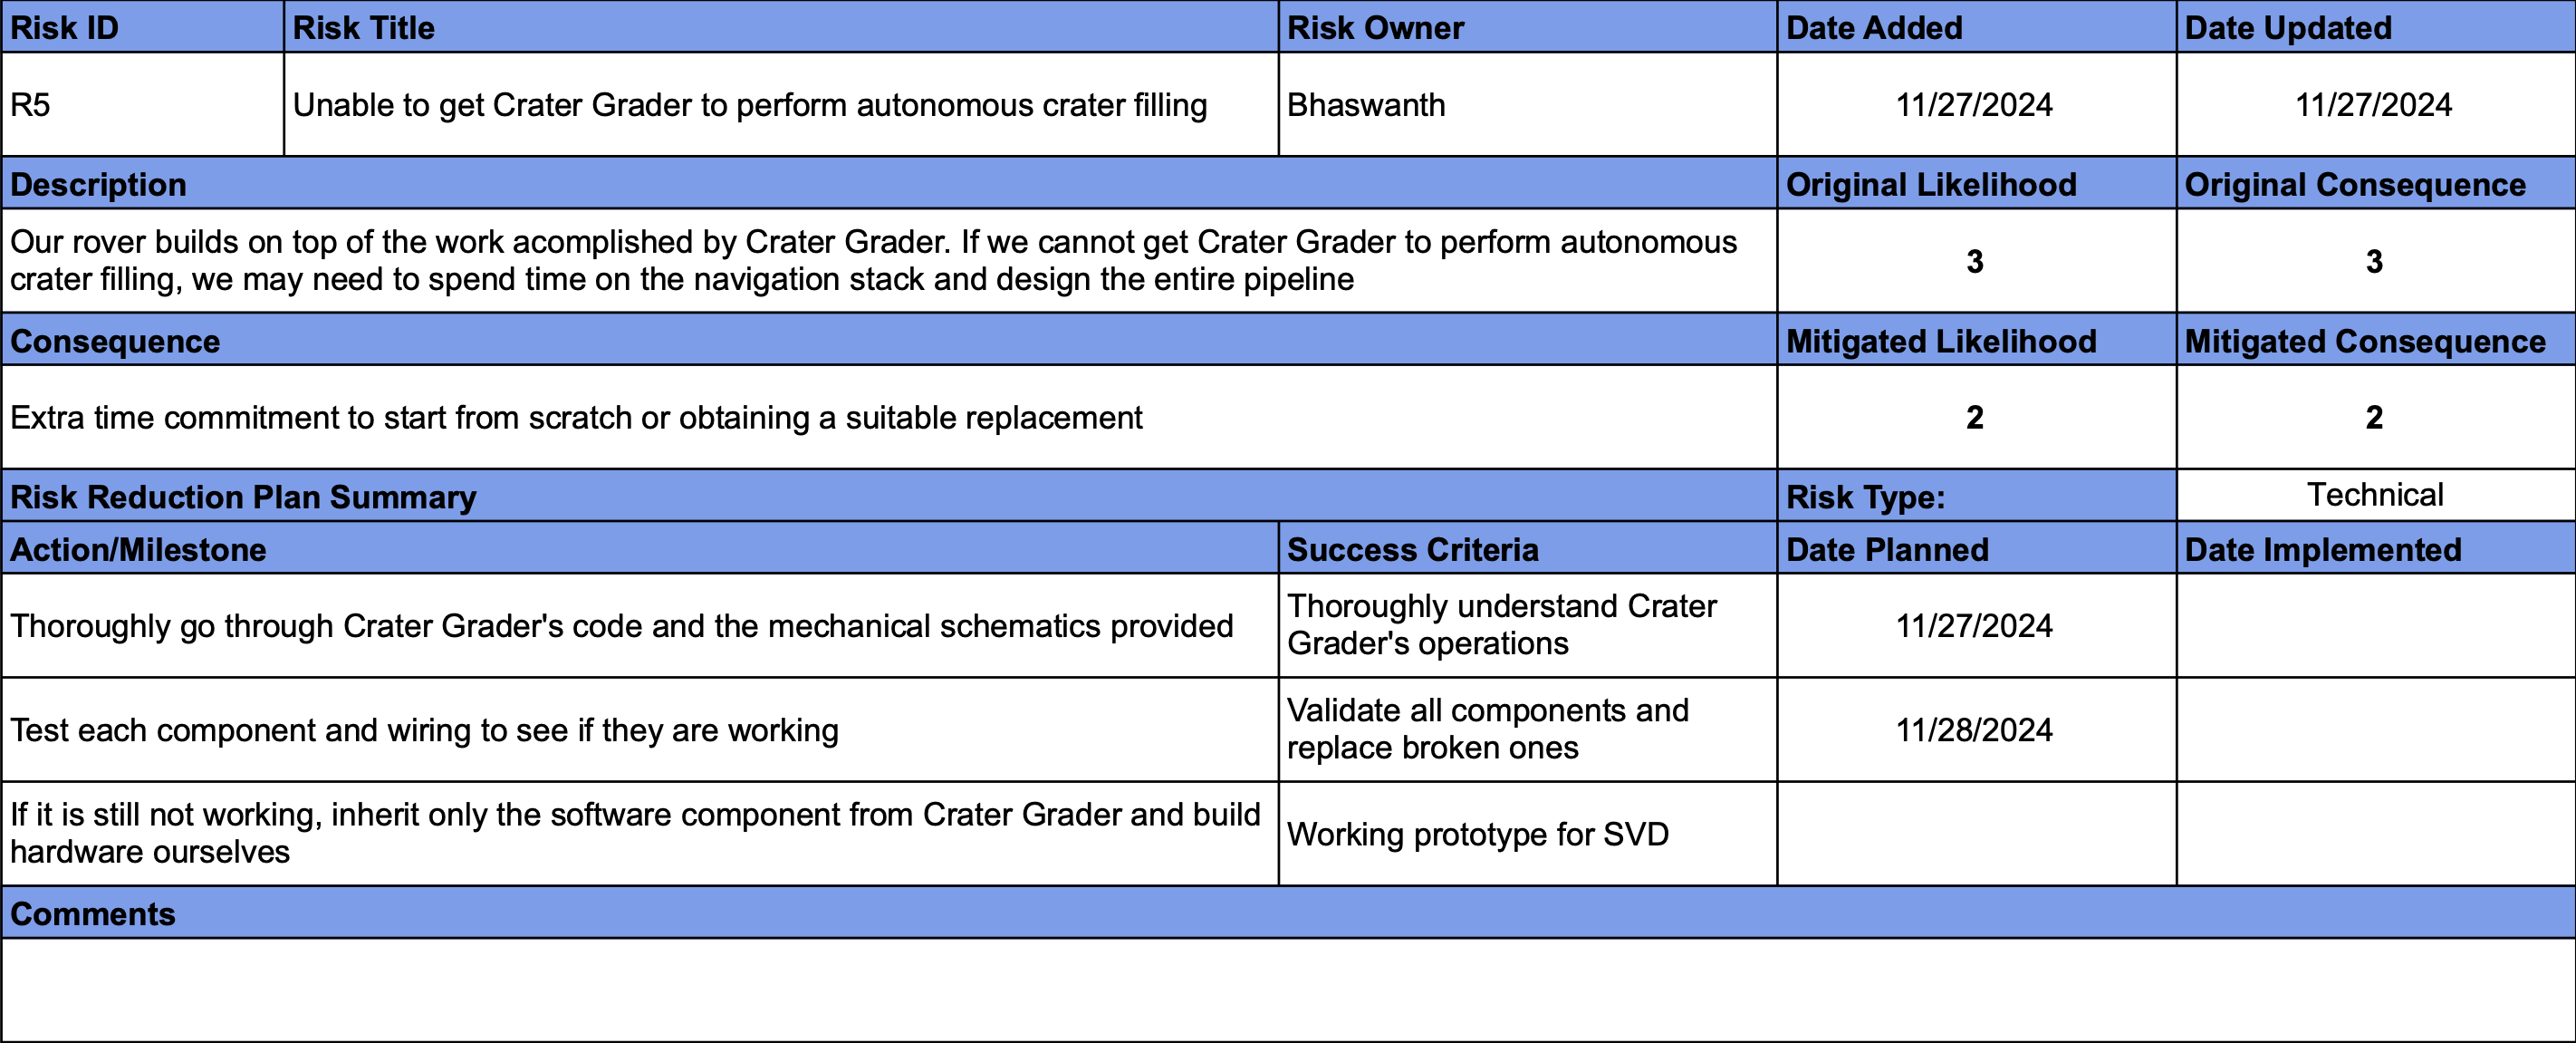 Risk ID Risk Title Risk Owner Date Added Date Updated
R5 Unable to get Crater Grader to perform autonomous crater filling Bhaswanth 11/27/2024 11/27/2024
Description Original Likelihood Original Consequence
Our rover builds on top of the work acomplished by Crater Grader. If we cannot get Crater Grader to perform autonomous
crater filling, we may need to spend time on the navigation stack and design the entire pipeline
3 3
Consequence Mitigated Likelihood Mitigated Consequence
Extra time commitment to start from scratch or obtaining a suitable replacement 2 2
Risk Reduction Plan Summary Risk Type: Technical
Action/Milestone Success Criteria Date Planned Date Implemented
Thoroughly go through Crater Grader's code and the mechanical schematics provided
Thoroughly understand Crater
Grader's operations
11/27/2024
Test each component and wiring to see if they are working
Validate all components and
replace broken ones
11/28/2024
If it is still not working, inherit only the software component from Crater Grader and build
hardware ourselves
Working prototype for SVD
Comments